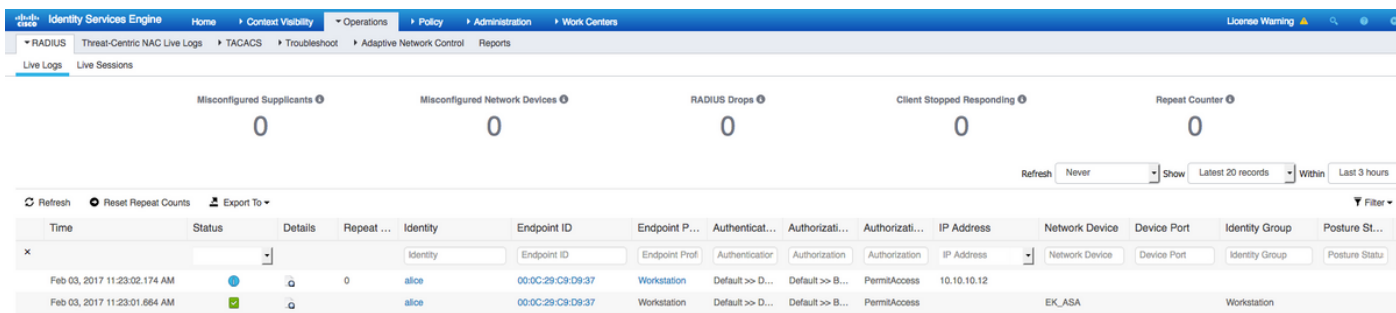 cisco Identity Services Engine Home Context Visibility Operations Policy Administration Work Centers License Warning
RADIUS Threat-Centric NAC Live Logs TACACS Troubleshoot Adaptive Network Control Reports
Live Logs Live Sessions
Misconfigured Supplicants Misconfigured Network Devices RADIUS Drops Client Stopped Responding Repeat Counter
0 0 0 0 0
Refresh Never Show Latest 20 records Within Last 3 hours
Refresh Reset Repeat Counts Export To Filter
Time Status Details Repeat ... Identity Endpoint ID Endpoint P... Authenticat... Authorizati... Authorizati... IP Address Network Device Device Port Identity Group Posture St...
× Identity Endpoint ID Endpoint Profi Authentication Authorization Authorization IP Address Network Device Device Port Identity Group Posture Statu
Feb 03, 2017 11:23:02.174 AM 0 alice 00:0C:29:C9:D9:37 Workstation Default >> D... Default >> B... PermitAccess 10.10.10.12
Feb 03, 2017 11:23:01.664 AM alice 00:0C:29:C9:D9:37 Workstation Default >> D... Default >> B... PermitAccess EK_ASA Workstation